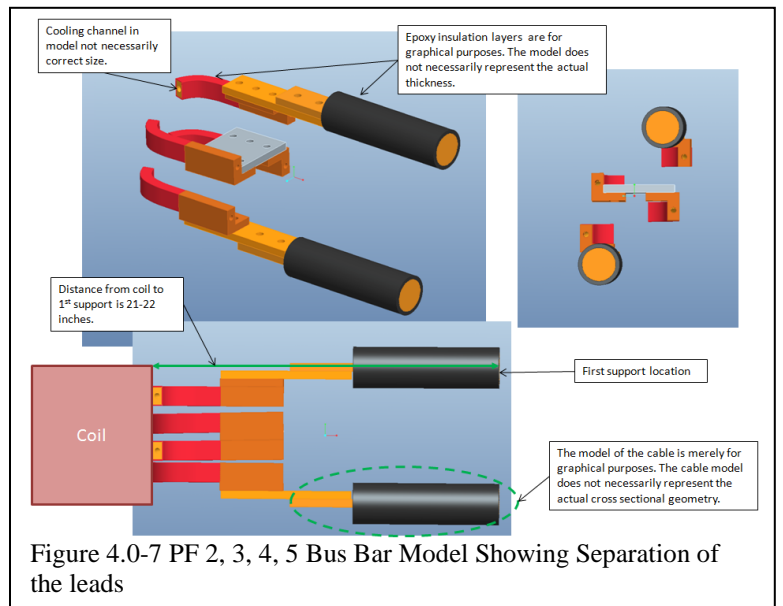 Cooling channel in
model not necessarily
correct size.
Epoxy insulation layers are for
graphical purposes. The model does
not necessarily represent the actual
thickness.
Distance from coil to
1st support is 21-22
inches.
Coil
First support location
The model of the cable is merely for
graphical purposes. The cable model
does not necessarily represent the
actual cross sectional geometry.
Figure 4.0-7 PF 2, 3, 4, 5 Bus Bar Model Showing Separation of
the leads